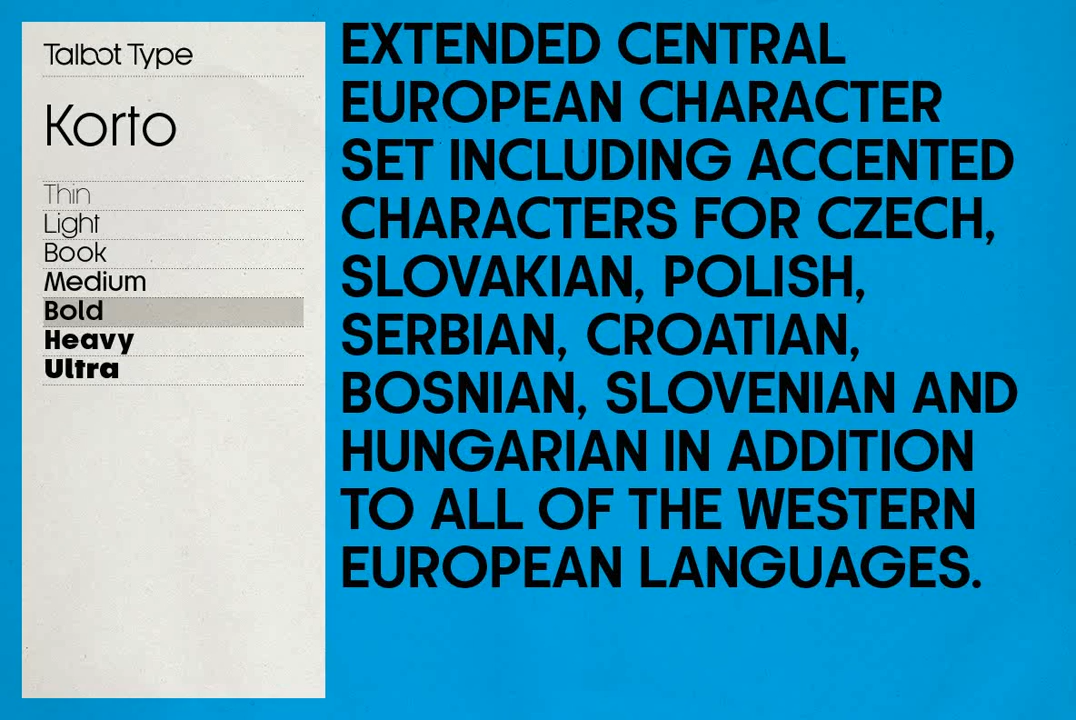 Talbot Type
Korto
Thin
Light
Book
Medium
Bold
Heavy
Ultra
EXTENDED CENTRAL
EUROPEAN CHARACTER
SET INCLUDING ACCENTED
CHARACTERS FOR CZECH,
SLOVAKIAN, POLISH,
SERBIAN, CROATIAN,
BOSNIAN, SLOVENIAN AND
HUNGARIAN IN ADDITION
TO ALL OF THE WESTERN
EUROPEAN LANGUAGES.